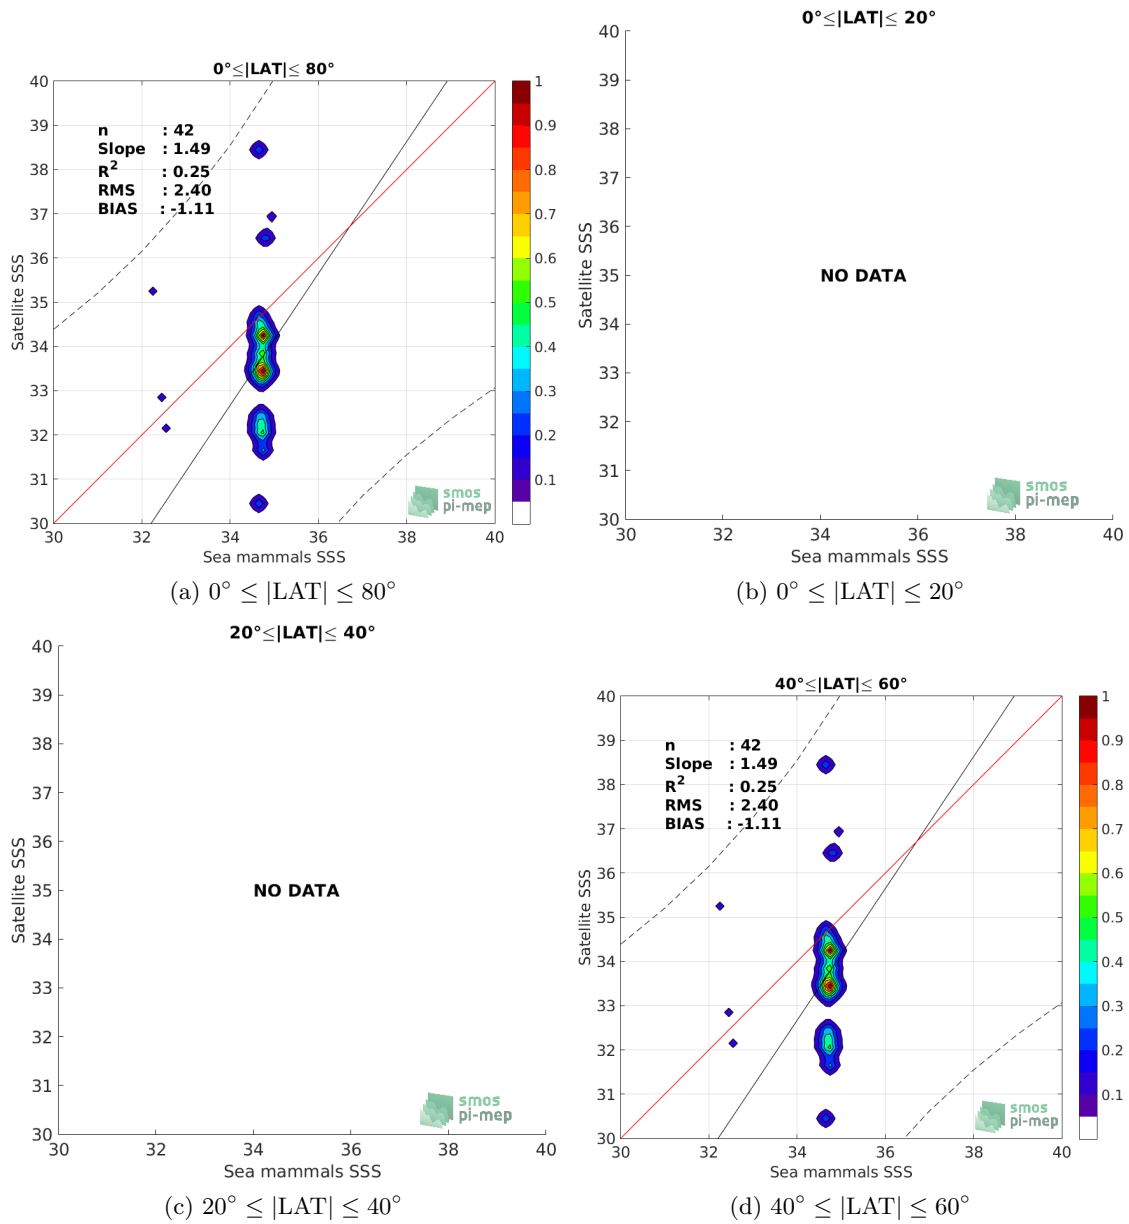 0°≤|LAT|≤ 80°
40
39
38
37
36
35
34
33
32
31
30
Satellite SSS
n : 42
Slope : 1.49
R2 : 0.25
RMS : 2.40
BIAS : -1.11
smos
pi-mep
30 32 34 36 38 40
Sea mammals SSS
1
0.9
0.8
0.7
0.6
0.5
0.4
0.3
0.2
0.1
(a) 0° ≤ |LAT| ≤ 80°
0°≤|LAT|≤ 20°
40
39
38
37
36
35
34
33
32
31
30
Satellite SSS
NO DATA
smos
pi-mep
30 32 34 36 38 40
Sea mammals SSS
(b) 0° ≤ |LAT| ≤ 20°
20°≤|LAT|≤ 40°
40
39
38
37
36
35
34
33
32
31
30
Satellite SSS
NO DATA
smos
pi-mep
30 32 34 36 38 40
Sea mammals SSS
(c) 20° ≤ |LAT| ≤ 40°
40°≤|LAT|≤ 60°
40
39
38
37
36
35
34
33
32
31
30
Satellite SSS
n : 42
Slope : 1.49
R2 : 0.25
RMS : 2.40
BIAS : -1.11
smos
pi-mep
30 32 34 36 38 40
Sea mammals SSS
1
0.9
0.8
0.7
0.6
0.5
0.4
0.3
0.2
0.1
(d) 40° ≤ |LAT| ≤ 60°